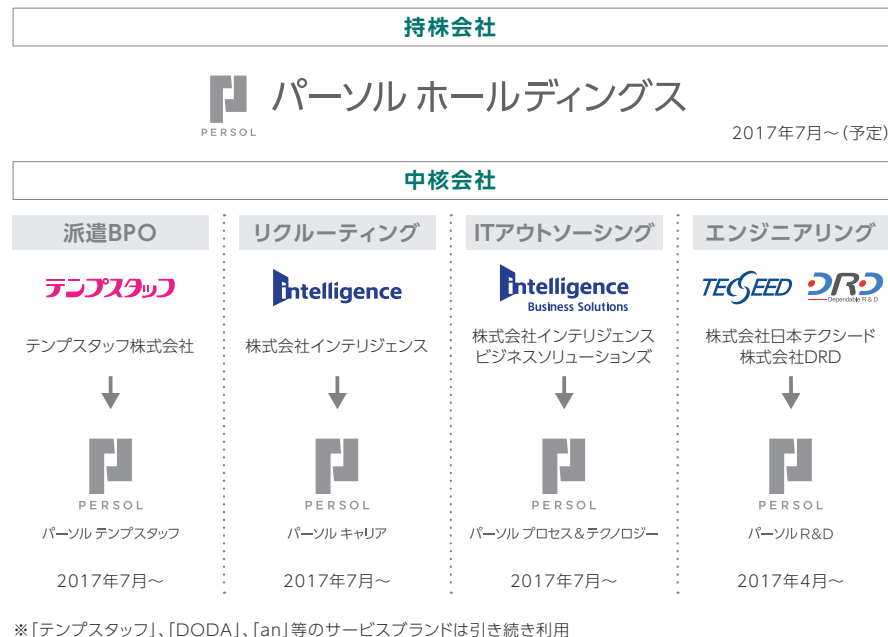 持株会社
PERSOL
パーソル ホールディングス
2017年7月～(予定)
中核会社
派遣BPO
テンプスタッフ
テンプスタッフ株式会社
PERSOL
パーソル テンプスタッフ
2017年7月～
リクルーティング
intelligence
株式会社インテリジェンス
PERSOL
パーソル キャリア
2017年7月～
ITアウトソーシング
intelligence
Business Solutions
株式会社インテリジェンス
ビジネスソリューションズ
PERSOL
パーソル プロセス&テクノロジー
2017年7月～
エンジニアリング
TECSEED
DRD
Dependable R & D
株式会社日本テクシード
株式会社DRD
PERSOL
パーソル R&D
2017年4月～
※「テンプスタッフ」、「DODA」、「an」等のサービスブランドは引き続き利用